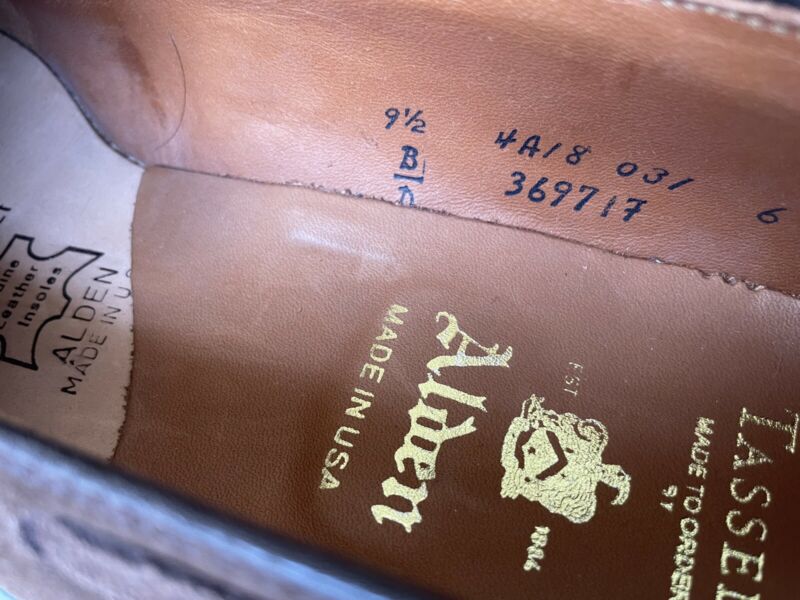 9½ 4A18 031 6
B 369717
D
Leather
Insoles
ALDEN
MADE IN U
Alden
MADE IN USA
EST
1884
TASSEL
MADE TO ORDER
BY